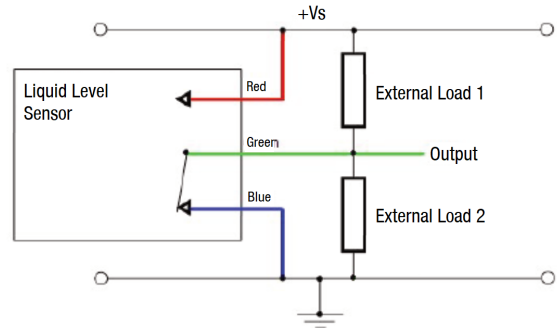 +Vs
Liquid Level
Sensor
Red
External Load 1
Green
Output
Blue
External Load 2